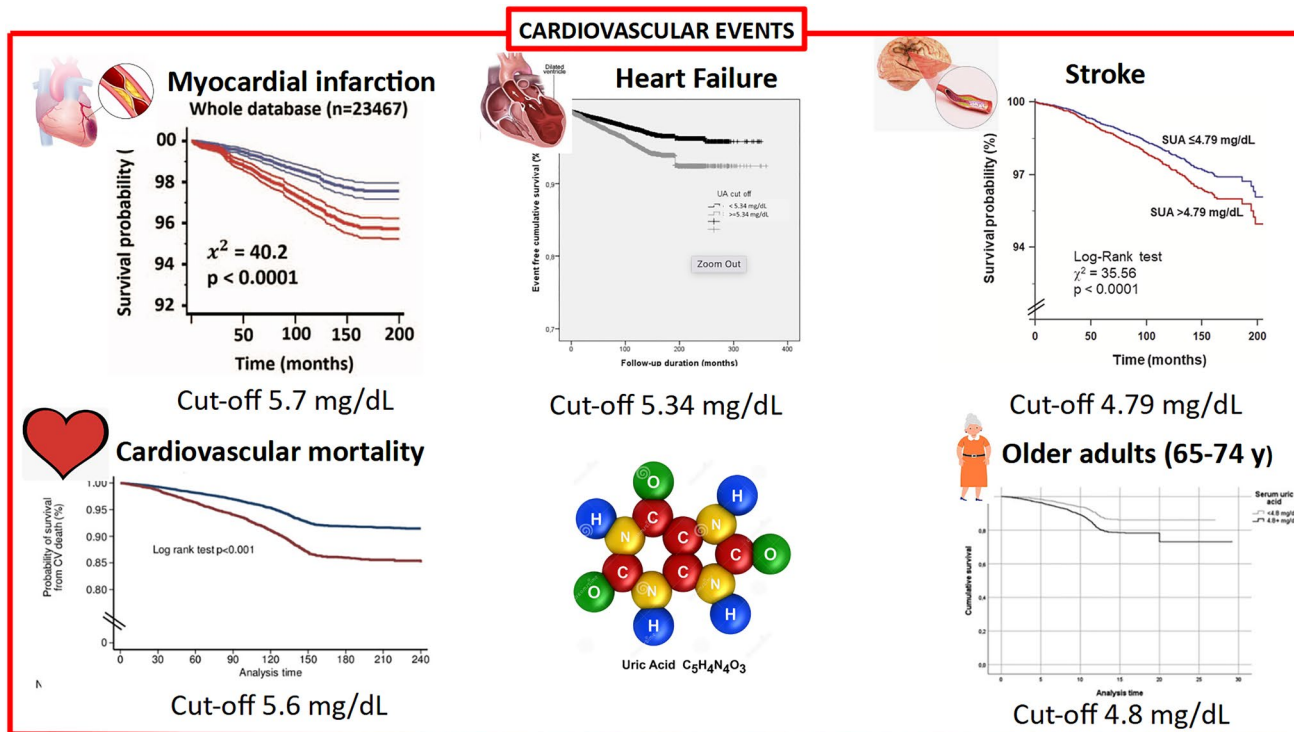 CARDIOVASCULAR EVENTS
Myocardial infarction
Whole database (n=23467)
Survival probability (
00
98
96
94
92
χ² = 40.2
p < 0.0001
50 100 150 200
Time (months)
Cut-off 5.7 mg/dL
Dilated
ventricle
Heart Failure
Event free cumulative survival (%
0,9
0,8
0,7
UA cut off
< 5.34 mg/dL
>=5.34 mg/dL
Zoom Out
0 100 200 300 400
Follow-up duration (months)
Cut-off 5.34 mg/dL
Stroke
Survival probability (%)
100
97
94
SUA ≤4.79 mg/dL
SUA >4.79 mg/dL
Log-Rank test
χ² = 35.56
p < 0.0001
0 50 100 150 200
Time (months)
Cut-off 4.79 mg/dL
Cardiovascular mortality
Probability of survival
from CV death (%)
1.00
0.95
0.90
0.85
0.80
0
Log rank test p<0.001
0 30 60 90 120 150 180 210 240
Analysis time
Cut-off 5.6 mg/dL
O
H C H
N C N
C C C O
O N N
H H
Uric Acid C₅H₄N₄O₃
Older adults (65-74 y)
Serum uric
acid
<4.8 mg/d
4.8+ mg/d
Cumulative survival
0,8
0,6
0,4
0,2
0,0
0 5 10 15 20 25 30
Analysis time
Cut-off 4.8 mg/dL